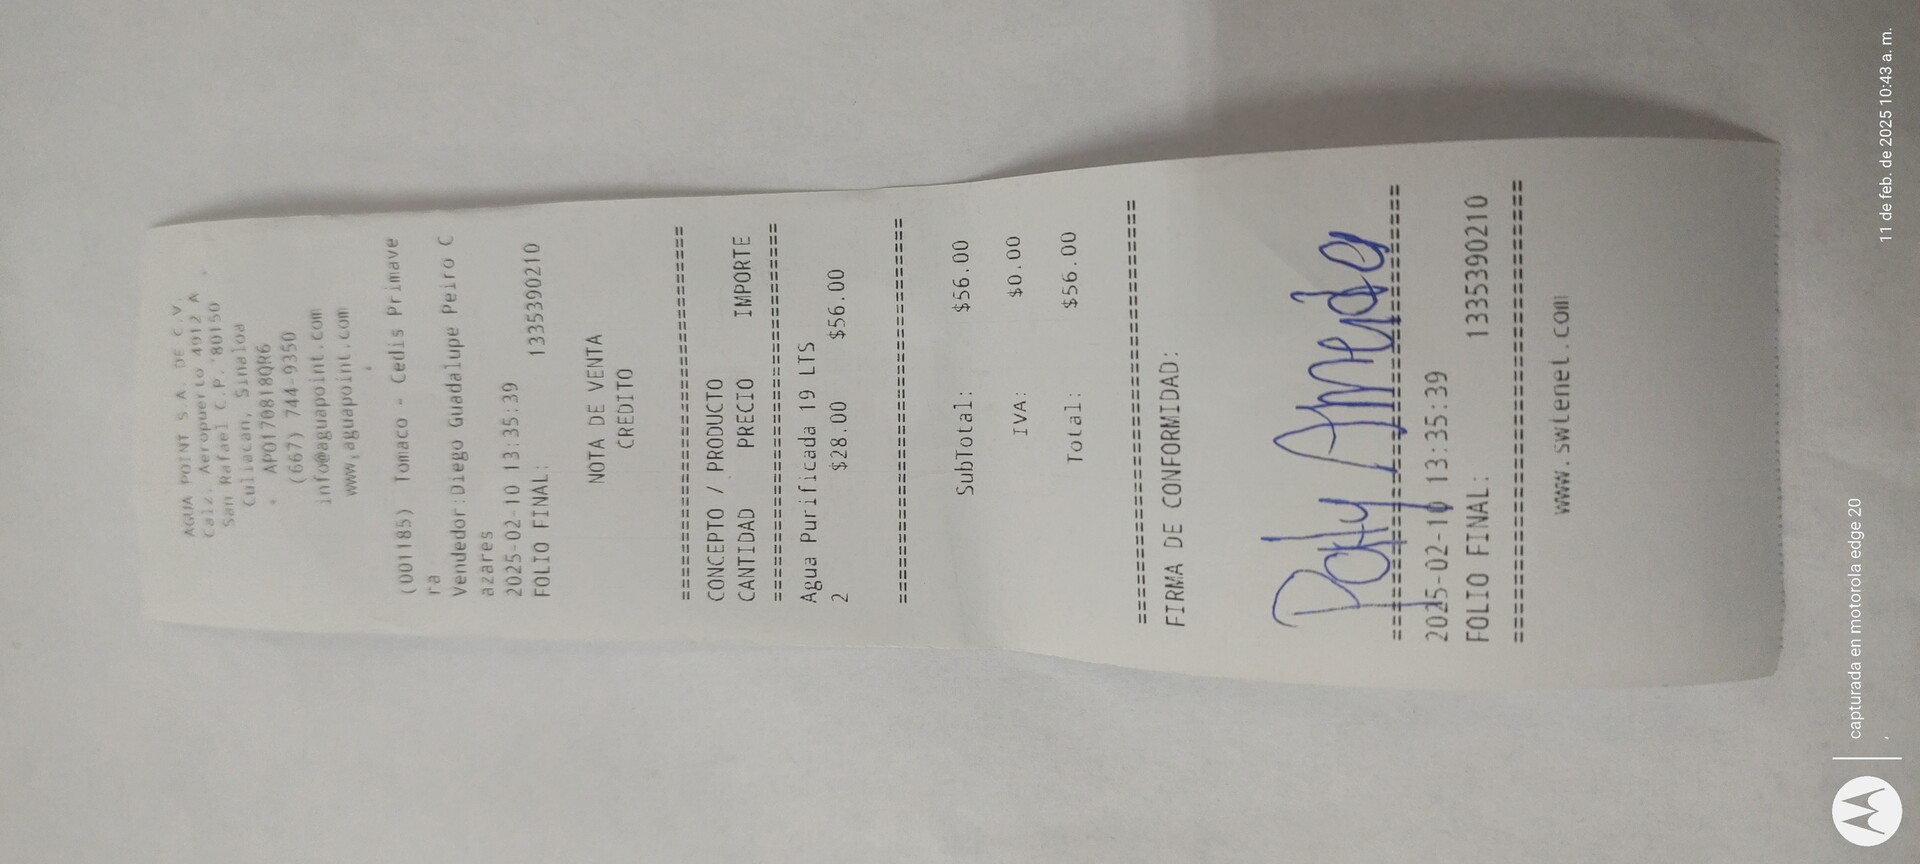 AGUA POINT S.A. DE C.V.
Calz. Aeropuerto 4912 A
San Rafael C.P. 80150
Culiacan, Sinaloa
APO170818QR6
(667) 744-9350
info@aguapoint.com
www.aguapoint.com
(001185) Tomaco - Cedis Primave
ra
Vendedor:Diego Guadalupe Peiro C
azares
2025-02-10 13:35:39
FOLIO FINAL: 1335390210
NOTA DE VENTA
CREDITO
================================
CONCEPTO / PRODUCTO
CANTIDAD PRECIO IMPORTE
================================
Agua Purificada 19 LTS
2 $28.00 $56.00
================================
SubTotal: $56.00
IVA: $0.00
Total: $56.00
================================
FIRMA DE CONFORMIDAD:
================================
2025-02-10 13:35:39
FOLIO FINAL: 1335390210
================================
www.swtenet.com
capturada en motorola edge 20
11 de feb. de 2025 10:43 a. m.